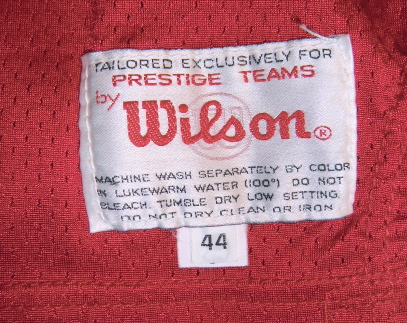 TAILORED EXCLUSIVELY FOR
PRESTIGE TEAMS
by Wilson®
MACHINE WASH SEPARATELY BY COLOR
IN LUKEWARM WATER (100°) DO NOT
BLEACH. TUMBLE DRY LOW SETTING.
DO NOT DRY CLEAN OR IRON
44